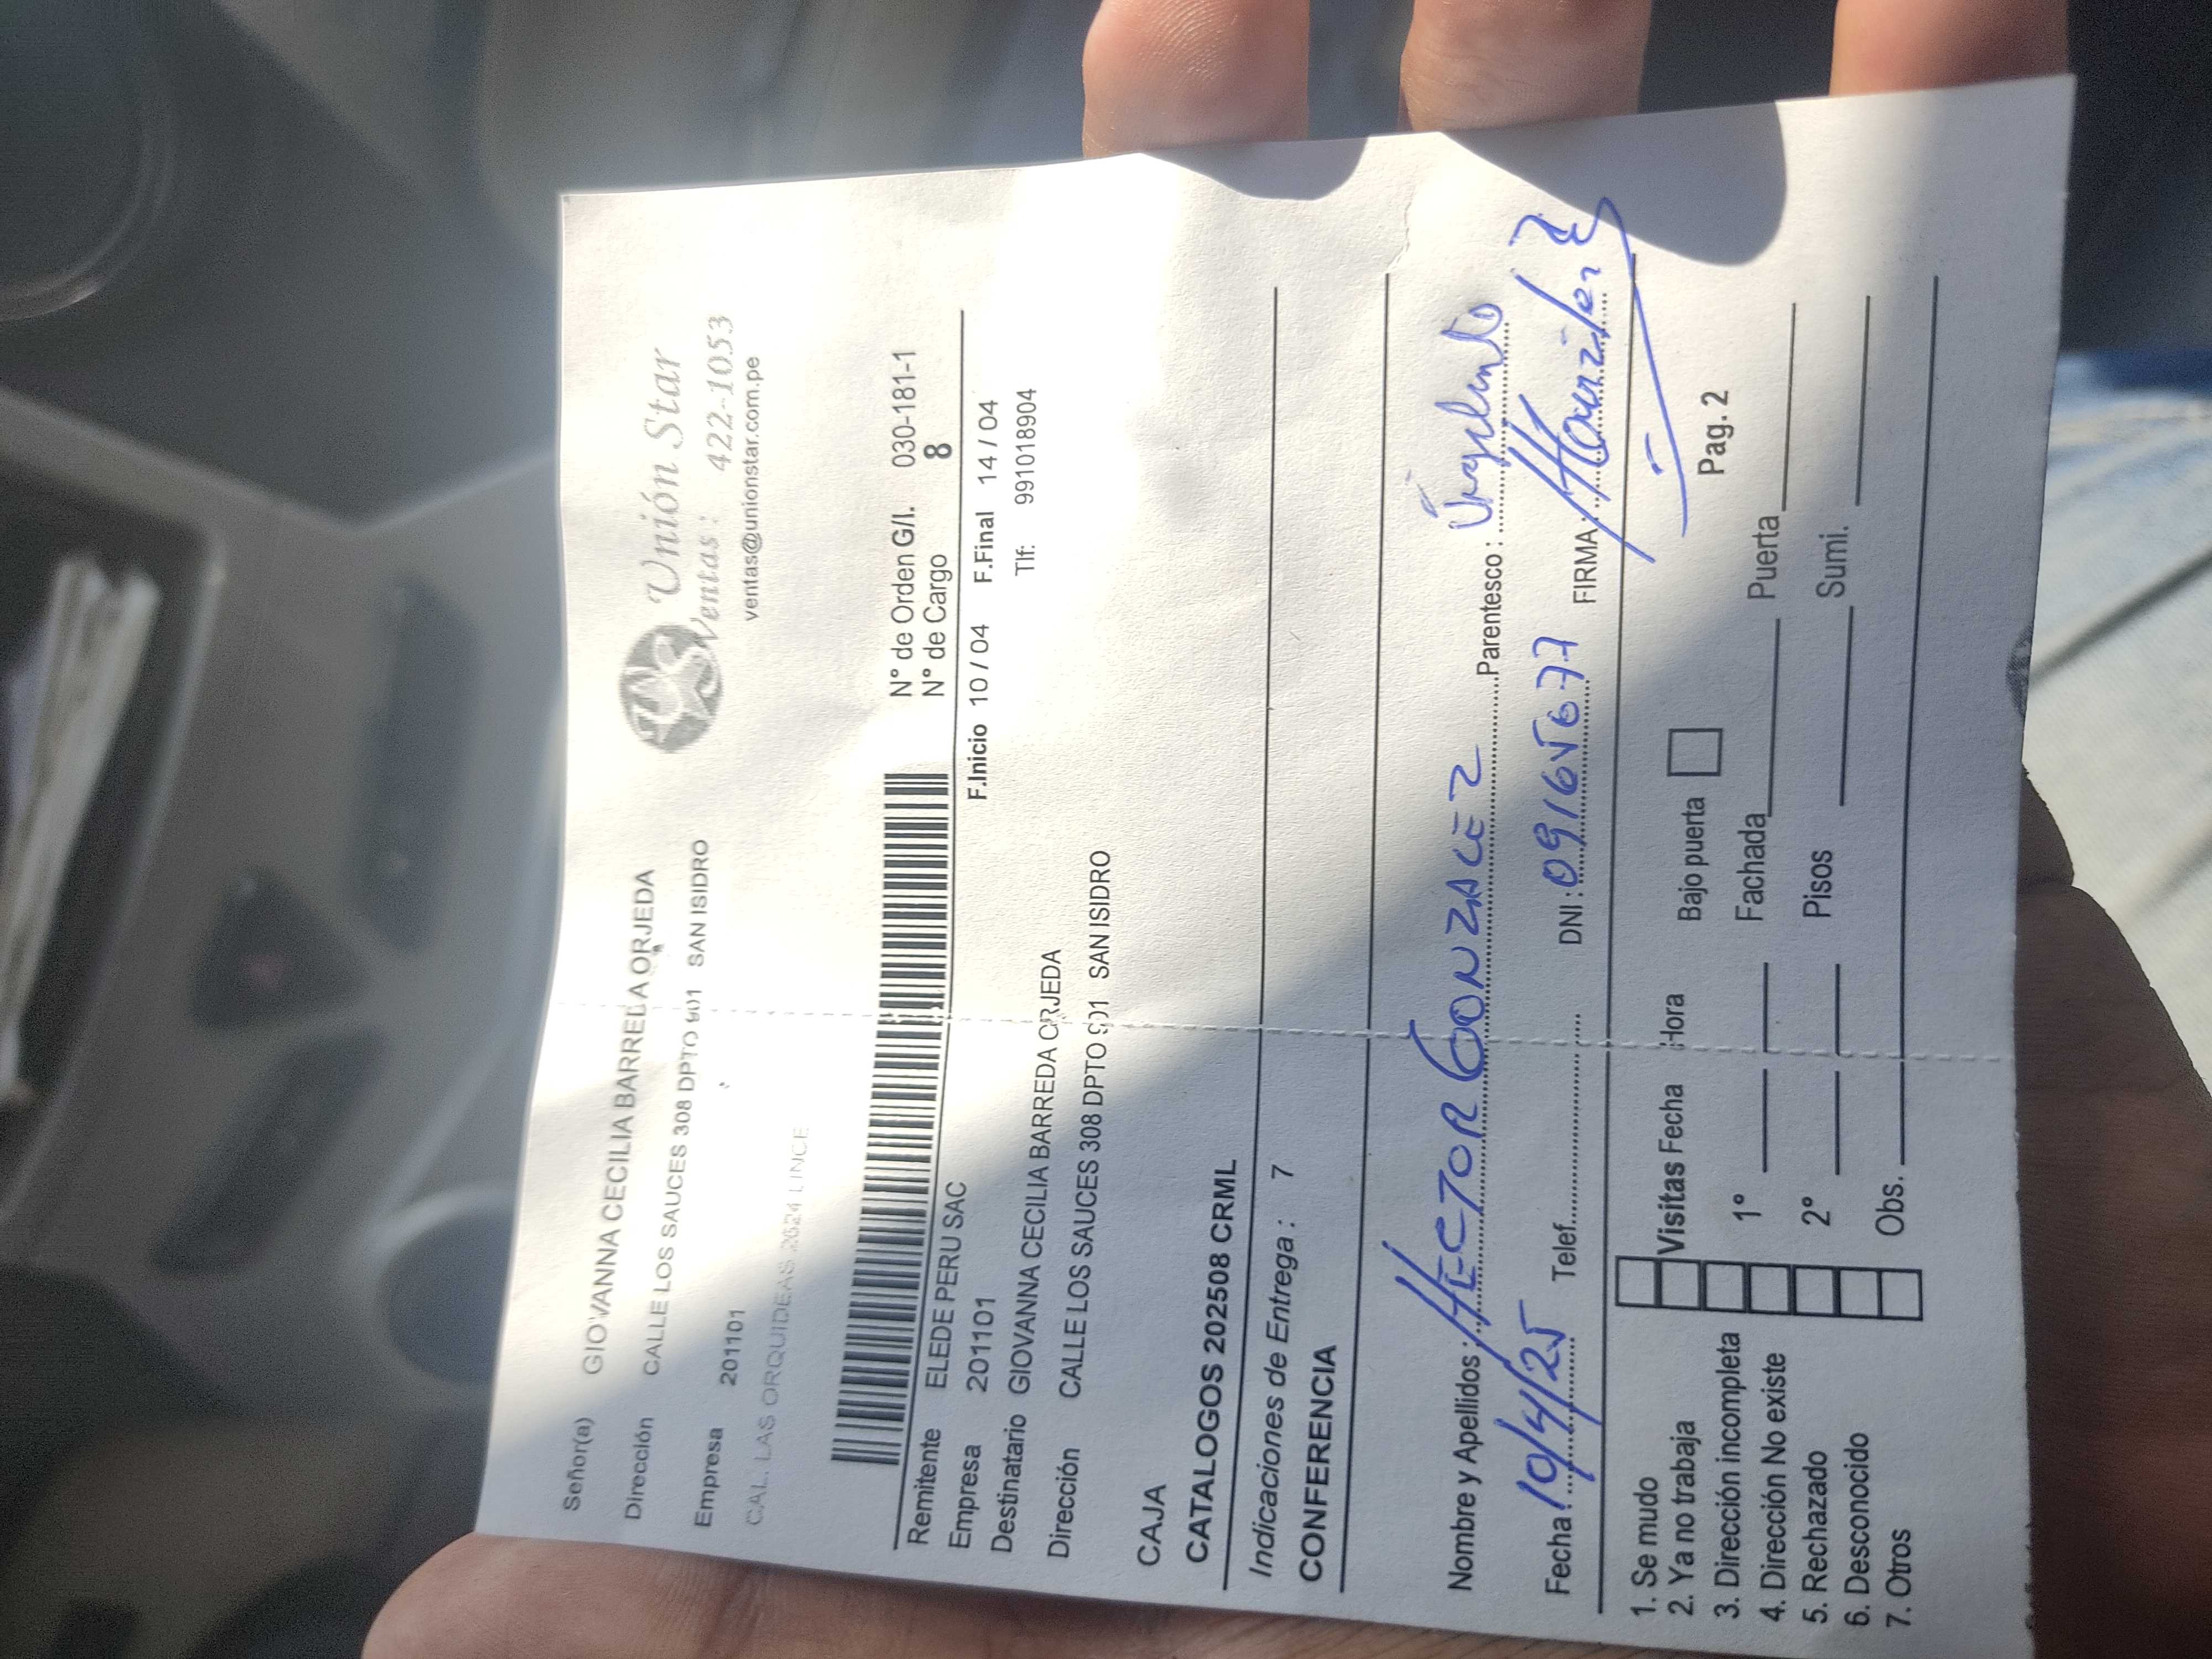 Señor(a) GIOVANNA CECILIA BARREDA ORJEDA
Dirección CALLE LOS SAUCES 308 DPTO 901 SAN ISIDRO
Empresa 201101
CAL. LAS ORQUIDEAS 2624 LINCE
Unión Star
Ventas: 422-1053
ventas@unionstar.com.pe
N° de Orden G/I. 030-181-1
N° de Cargo 8
Remitente ELEDE PERU SAC
F.Inicio 10 / 04 F.Final 14 / 04
Empresa 201101
Tlf: 991018904
Destinatario GIOVANNA CECILIA BARREDA ORJEDA
Dirección CALLE LOS SAUCES 308 DPTO 901 SAN ISIDRO
CAJA
CATALOGOS 202508 CRML
Indicaciones de Entrega : 7
CONFERENCIA
Nombre y Apellidos : HECTOR GONZALEZ Parentesco :
Fecha : 10/4/25 Telef. DNI : 09165677 FIRMA :
1. Se mudo
2. Ya no trabaja
3. Dirección incompleta
4. Dirección No existe
5. Rechazado
6. Desconocido
7. Otros
Visitas Fecha Hora Bajo puerta Pag. 2
1° Fachada Puerta
2° Pisos Sumi.
Obs.